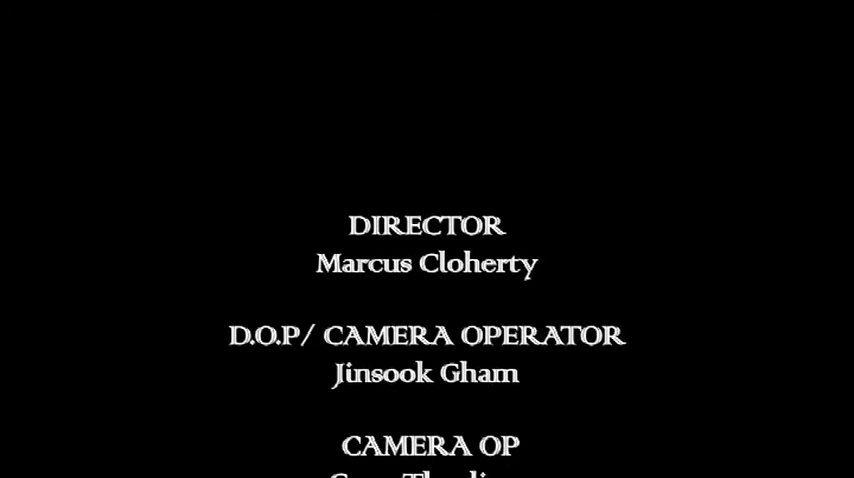 DIRECTOR
Marcus Cloherty
D.O.P/ CAMERA OPERATOR
Jinsook Gham
CAMERA OP